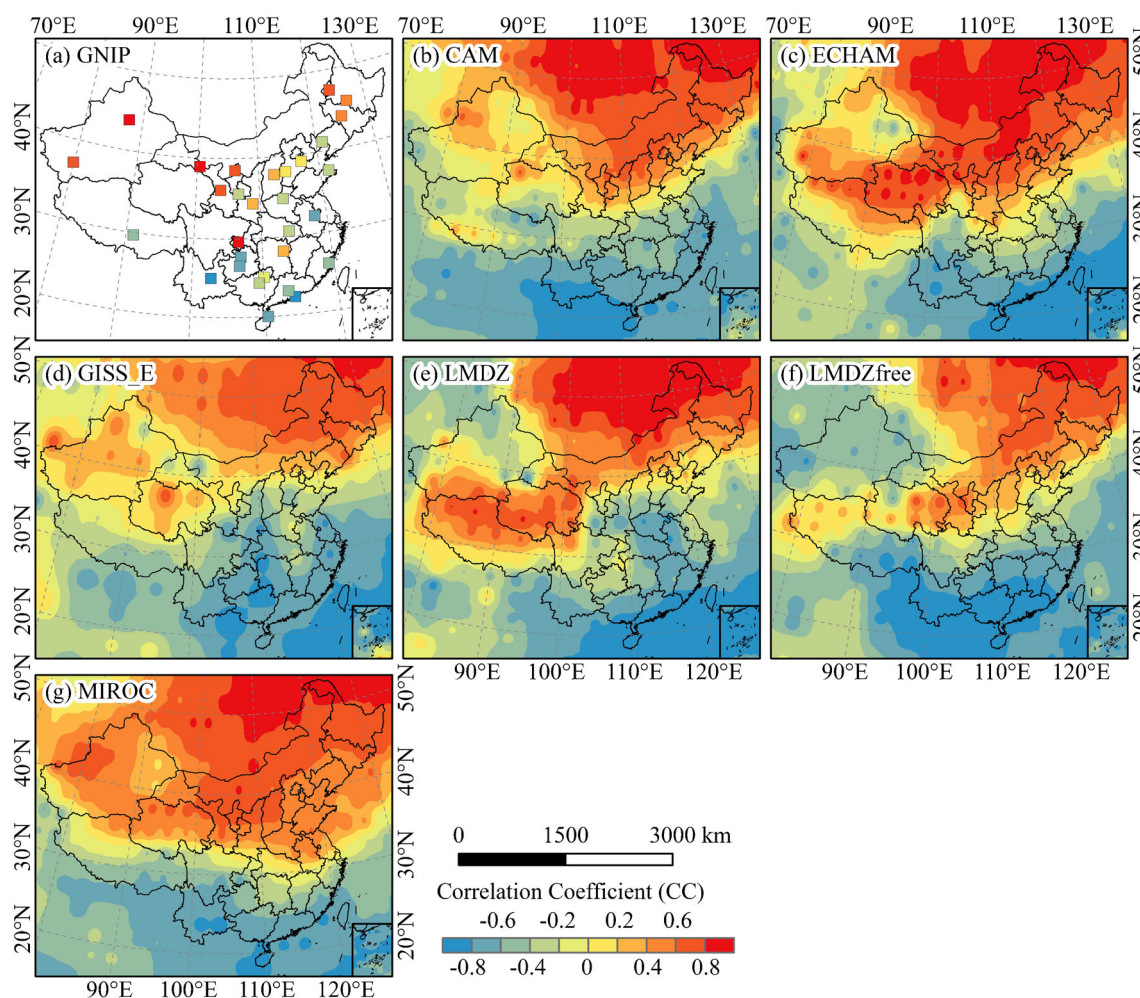 70°E 90°E 110°E 130°E 70°E 90°E 110°E 130°E 70°E 90°E 110°E 130°E
(a) GNIP (b) CAM (c) ECHAM
50°N
40°N 40°N
30°N 30°N
20°N 20°N
(d) GISS_E (e) LMDZ (f) LMDZfree
50°N 50°N
40°N 40°N
30°N 30°N
20°N 20°N
90°E 100°E 110°E 120°E 90°E 100°E 110°E 120°E
(g) MIROC
50°N 50°N
40°N 40°N
30°N 30°N
20°N 20°N
90°E 100°E 110°E 120°E
0 1500 3000 km
Correlation Coefficient (CC)
-0.6 -0.2 0.2 0.6
-0.8 -0.4 0 0.4 0.8